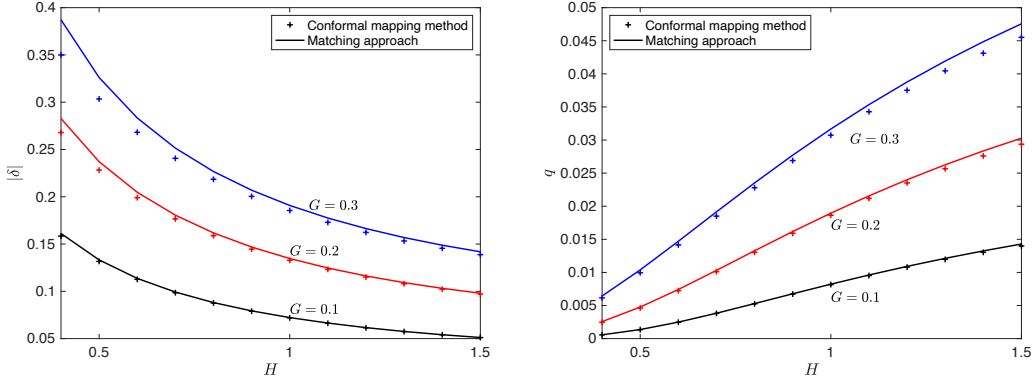 0.4
0.35
0.3
0.25
0.2
0.15
0.1
0.05
|δ|
Conformal mapping method
Matching approach
G = 0.3
G = 0.2
G = 0.1
0.5
1
1.5
H
0.05
0.045
0.04
0.035
0.03
0.025
0.02
0.015
0.01
0.005
0
q
Conformal mapping method
Matching approach
G = 0.3
G = 0.2
G = 0.1
0.5
1
1.5
H